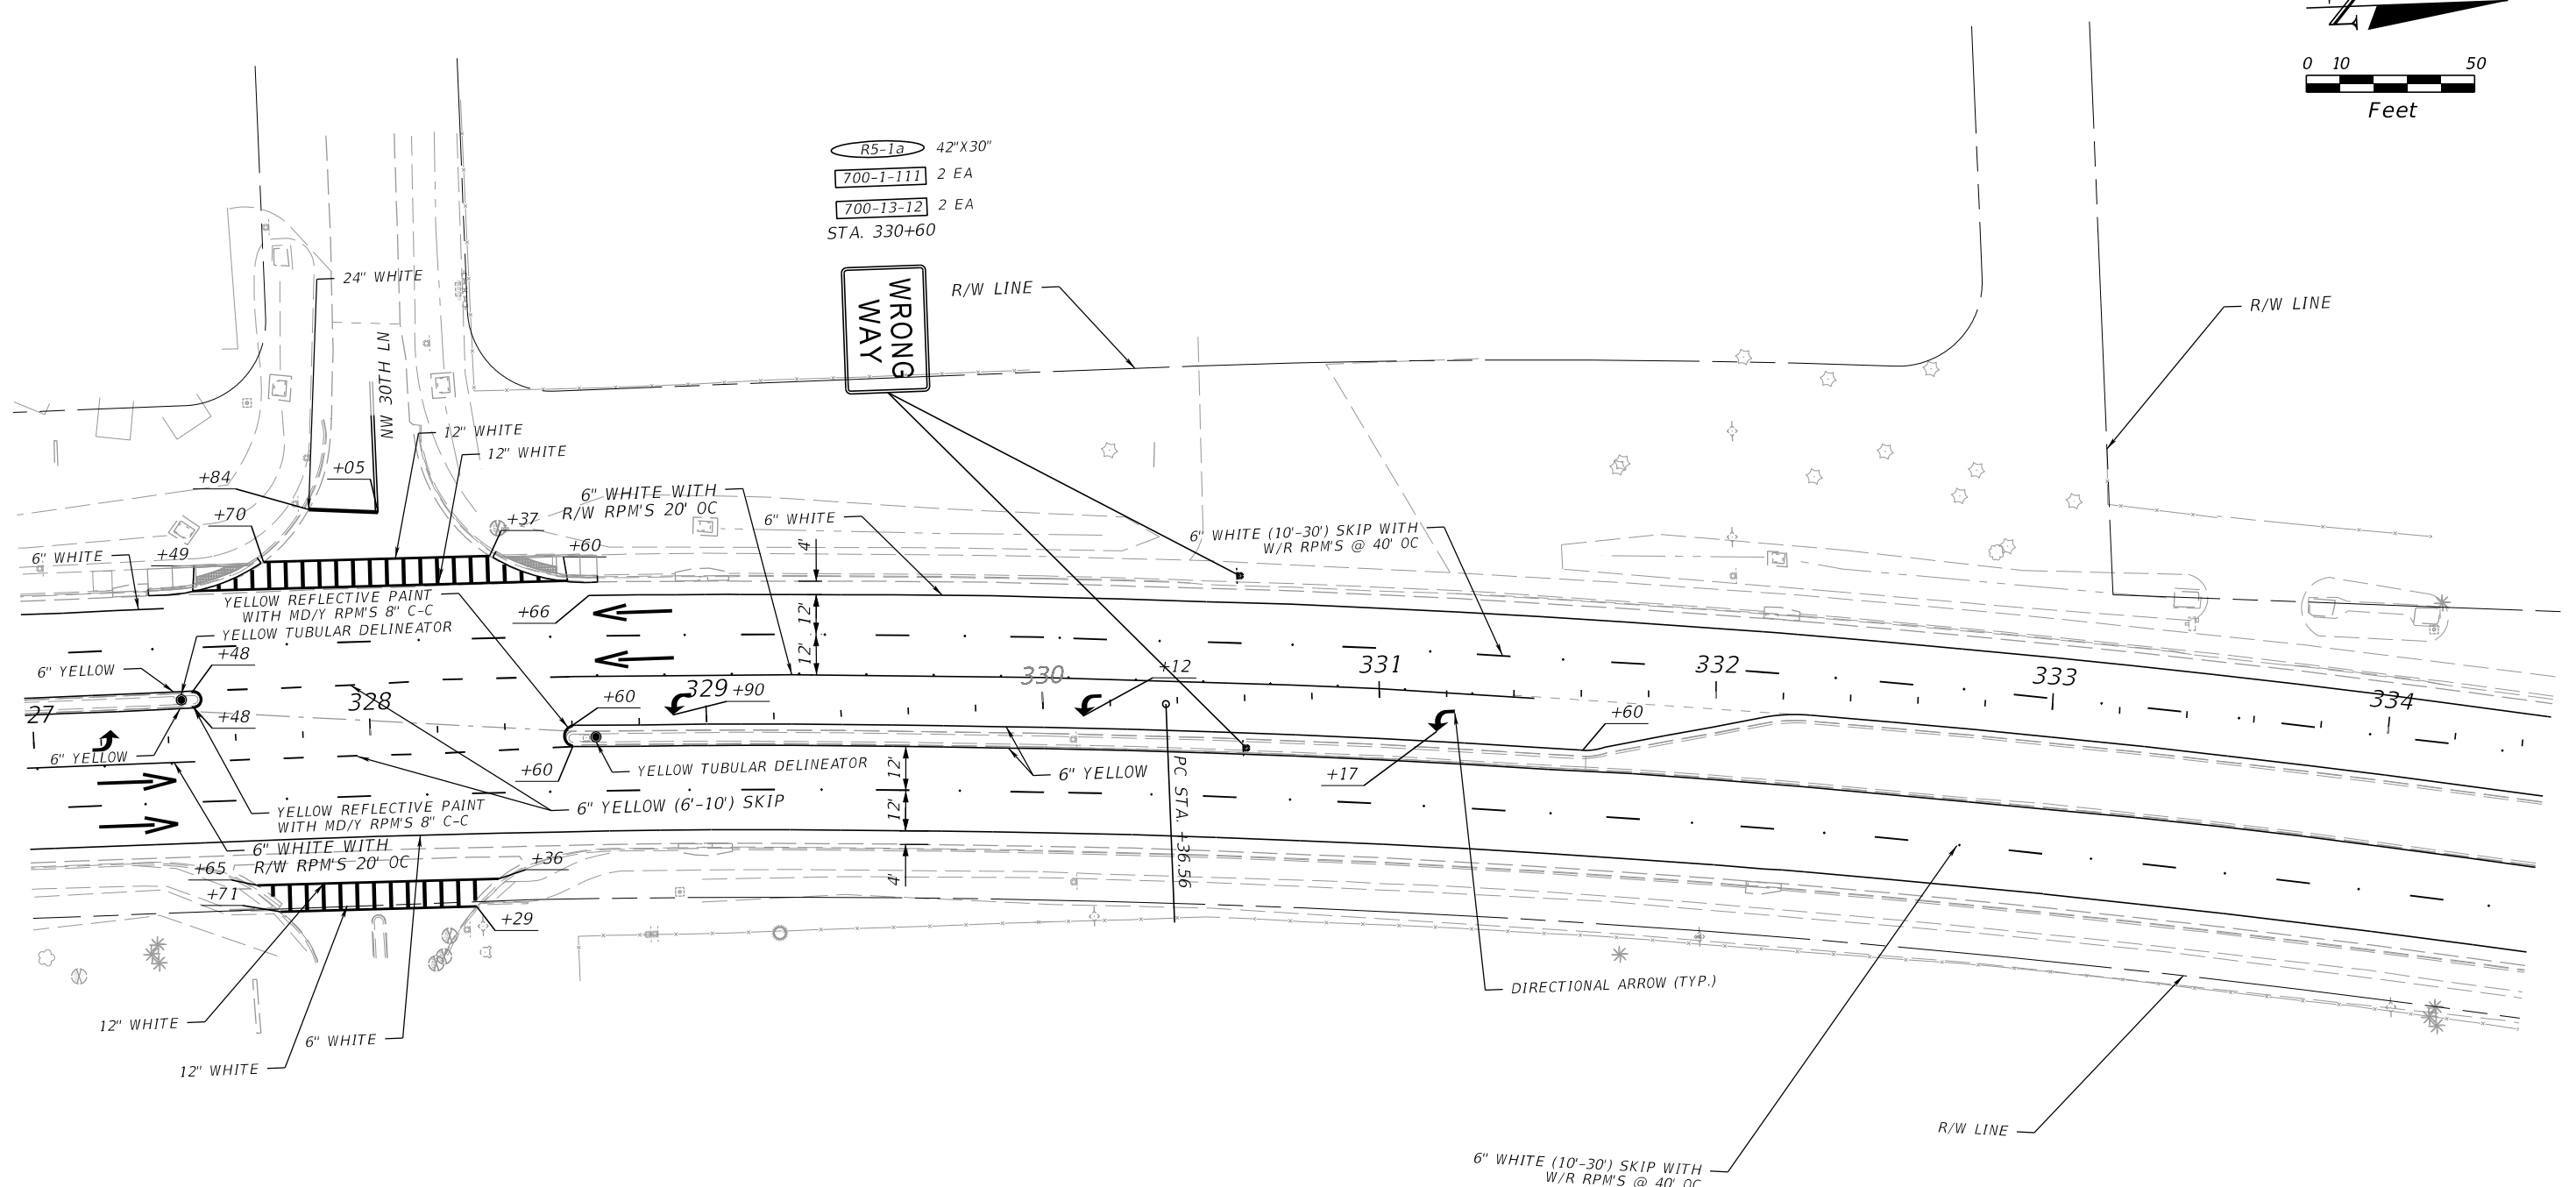 0 10 50
Feet
R5-1a 42"X30"
700-1-111 2 EA
700-13-12 2 EA
STA. 330+60
WRONG
WAY
R/W LINE
R/W LINE
24" WHITE
NW 30TH LN
12" WHITE
12" WHITE
+84
+05
+70
+37
6" WHITE WITH
R/W RPM'S 20' OC
6" WHITE
4'
6" WHITE (10'-30') SKIP WITH
W/R RPM'S @ 40' OC
6" WHITE
+49
+60
YELLOW REFLECTIVE PAINT
WITH MD/Y RPM'S 8" C-C
+66
12'
12'
YELLOW TUBULAR DELINEATOR
+48
6" YELLOW
27
328
329
330
331
332
333
334
+60
+90
+12
+48
+60
6" YELLOW
+60
YELLOW TUBULAR DELINEATOR
12'
12'
6" YELLOW
+17
PC STA. +36.56
YELLOW REFLECTIVE PAINT
WITH MD/Y RPM'S 8" C-C
6" YELLOW (6'-10') SKIP
6" WHITE WITH
R/W RPM'S 20' OC
+65
+36
4'
+71
+29
DIRECTIONAL ARROW (TYP.)
12" WHITE
6" WHITE
12" WHITE
R/W LINE
6" WHITE (10'-30') SKIP WITH
W/R RPM'S @ 40' OC